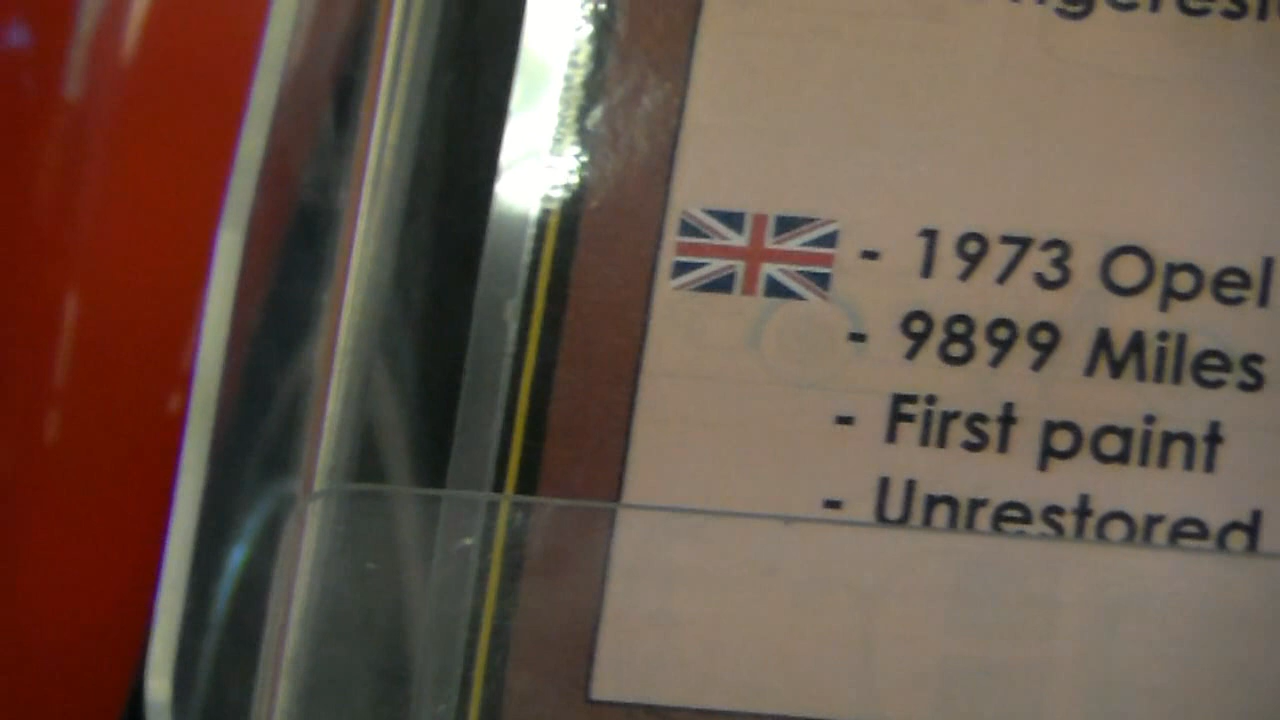 - 1973 Opel
- 9899 Miles
- First paint
- Unrestored